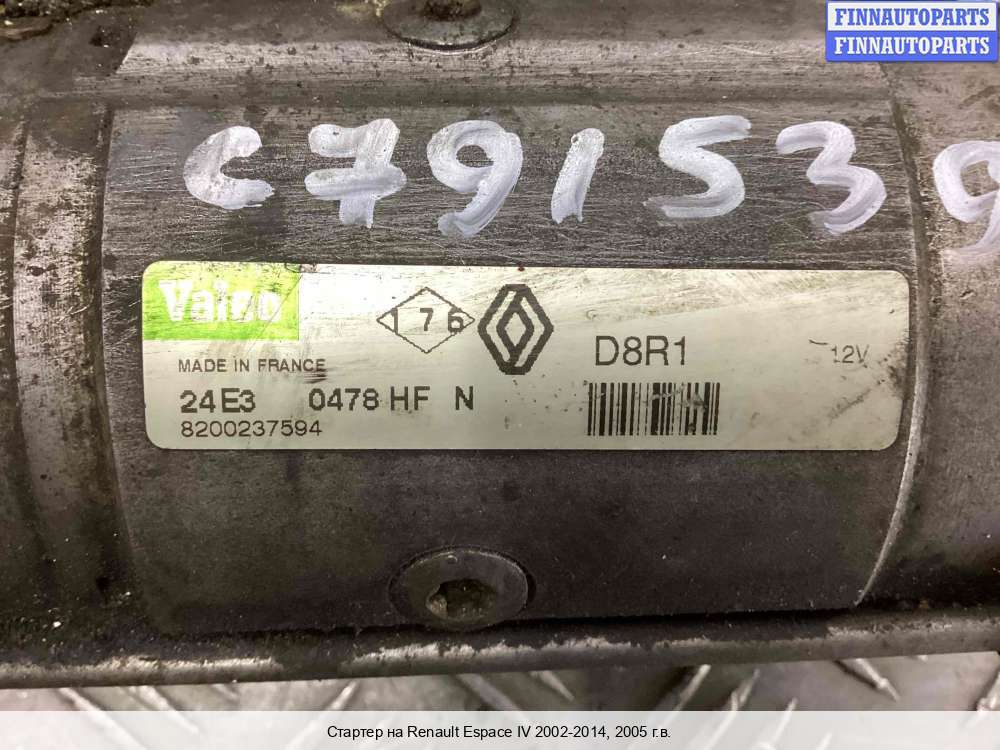 FINNAUTOPARTS
FINNAUTOPARTS
C791539
Valeo
176
D8R1
12V
MADE IN FRANCE
24E3 0478 HF N
8200237594
Стартер на Renault Espace IV 2002-2014, 2005 г.в.